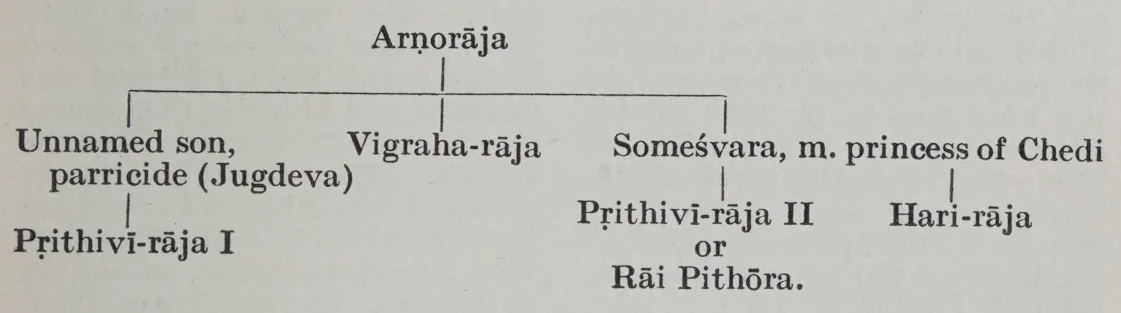 Arṇorāja
Unnamed son, Vigraha-rāja Someśvara, m. princess of Chedi
parricide (Jugdeva)
Pṛithivī-rāja II Hari-rāja
Pṛithivī-rāja I or
Rāi Pithōra.